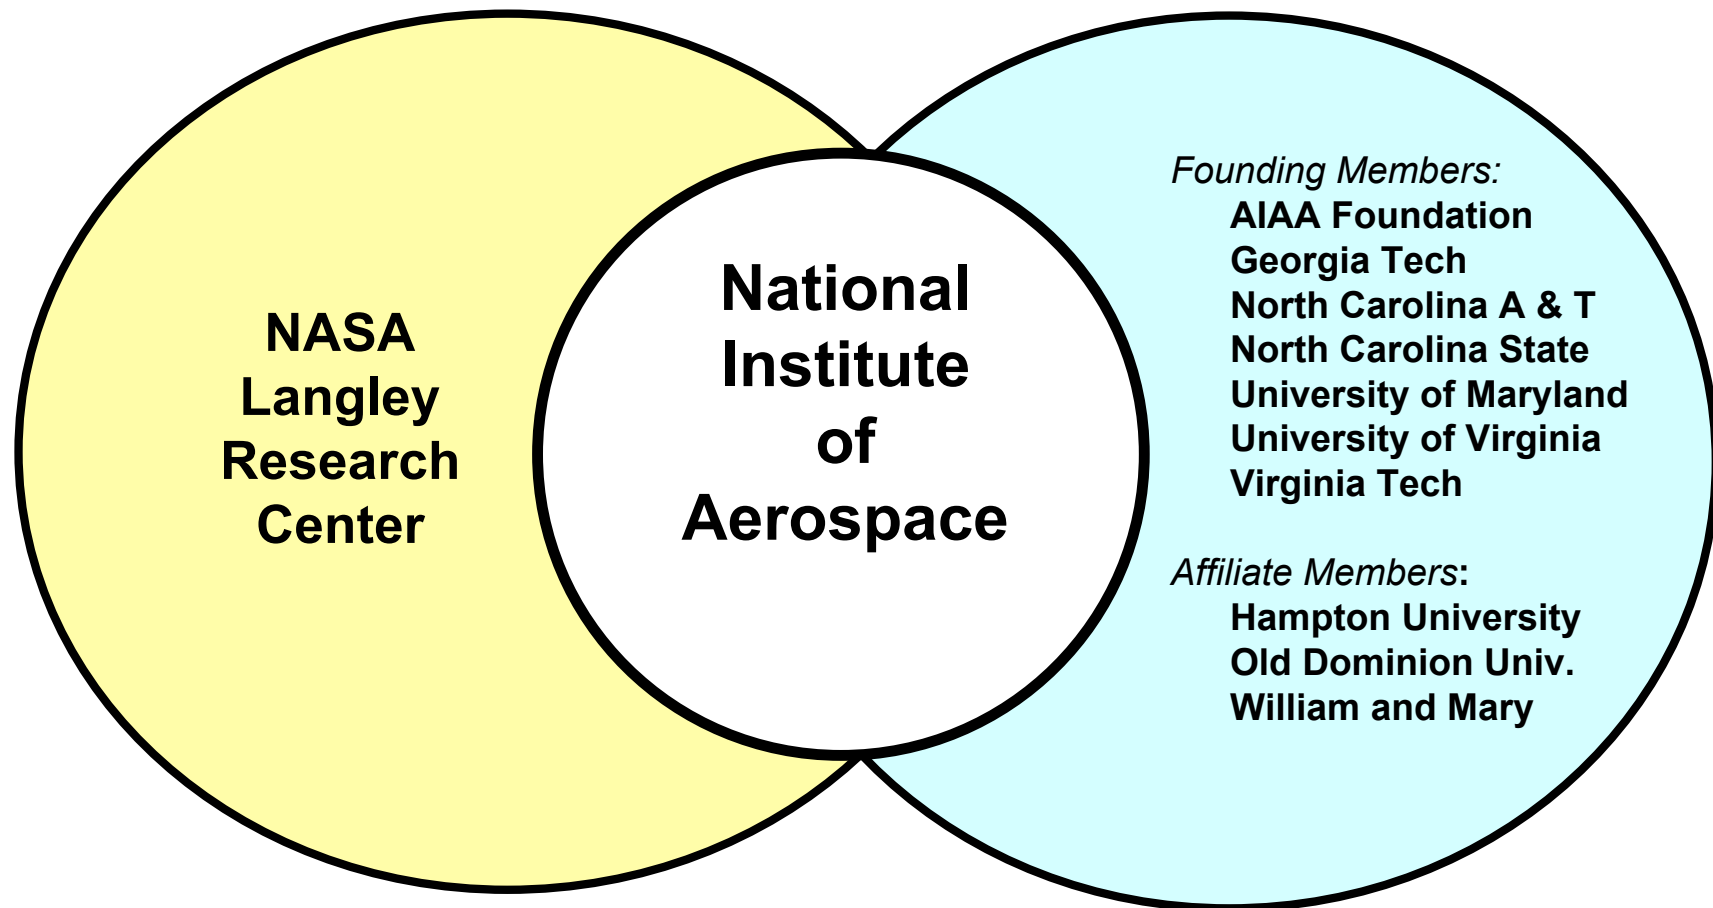 NASA
Langley
Research
Center
National
Institute
of
Aerospace
Founding Members:
AIAA Foundation
Georgia Tech
North Carolina A & T
North Carolina State
University of Maryland
University of Virginia
Virginia Tech
Affiliate Members:
Hampton University
Old Dominion Univ.
William and Mary